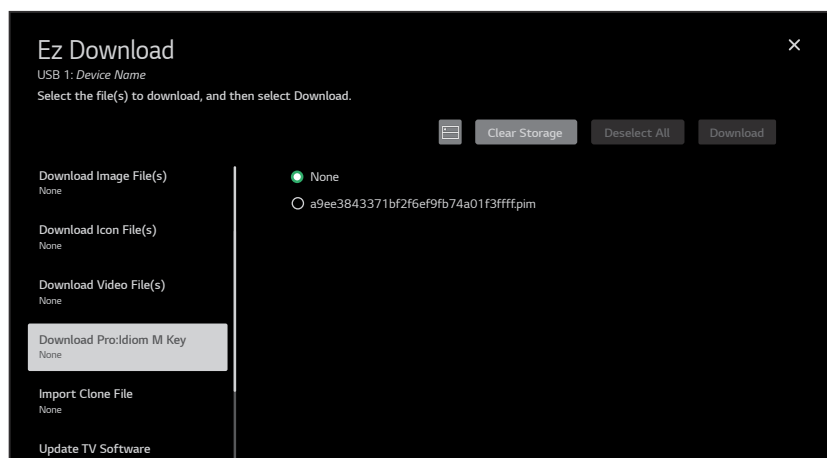 Ez Download
USB 1: Device Name
Select the file(s) to download, and then select Download.
Clear Storage
Deselect All
Download
Download Image File(s)
None
Download Icon File(s)
None
Download Video File(s)
None
Download Pro:Idiom M Key
None
Import Clone File
None
Update TV Software
None
a9ee3843371bf2f6ef9fb74a01f3ffff.pim